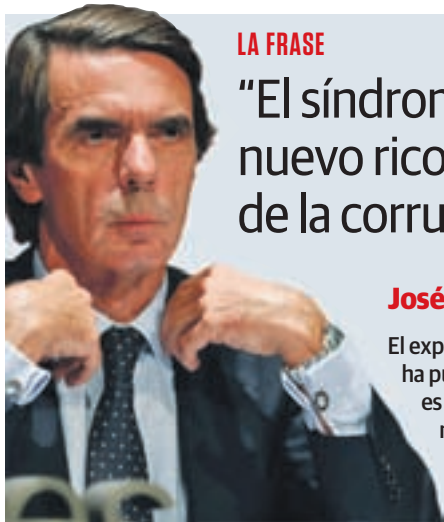 LA FRASE
“El síndrom
nuevo rico
de la corru
José
El exp
ha pu
es